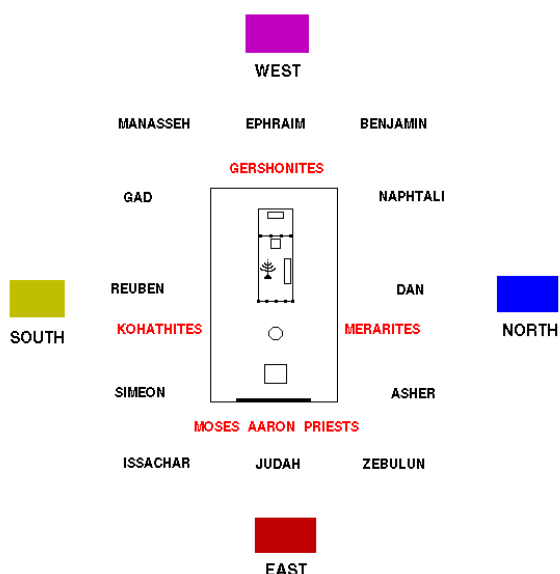 WEST
MANASSEH EPHRAIM BENJAMIN
GERSHONITES
GAD NAPHTALI
REUBEN DAN
SOUTH KOHATHITES MERARITES NORTH
SIMEON ASHER
MOSES AARON PRIESTS
ISSACHAR JUDAH ZEBULUN
EAST